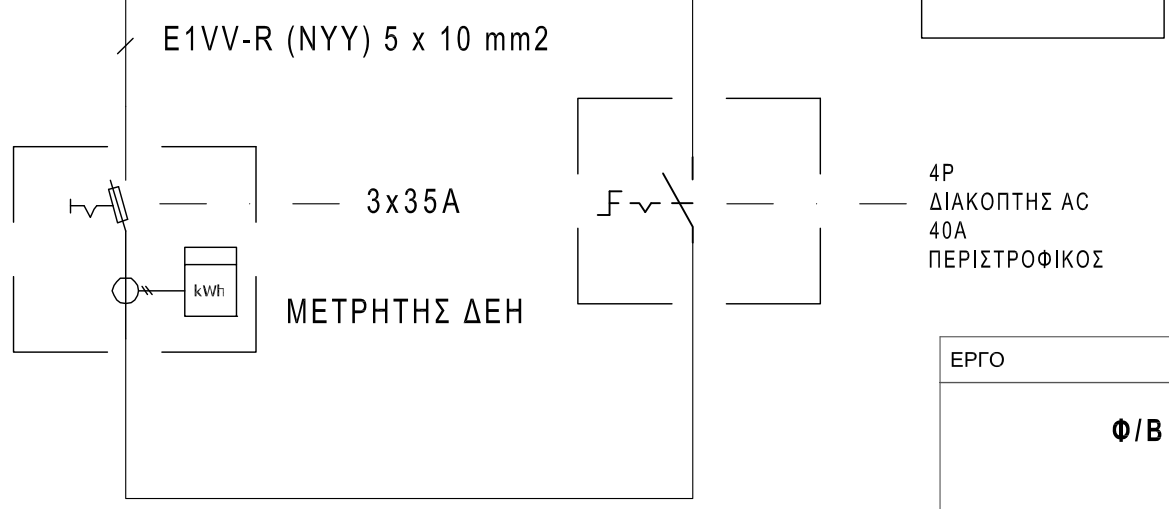 E1VV-R (NYY) 5 x 10 mm2
3x35A
kWh
ΜΕΤΡΗΤΗΣ ΔΕΗ
4P
ΔΙΑΚΟΠΤΗΣ AC
40A
ΠΕΡΙΣΤΡΟΦΙΚΟΣ
ΕΡΓΟ
Φ/Β